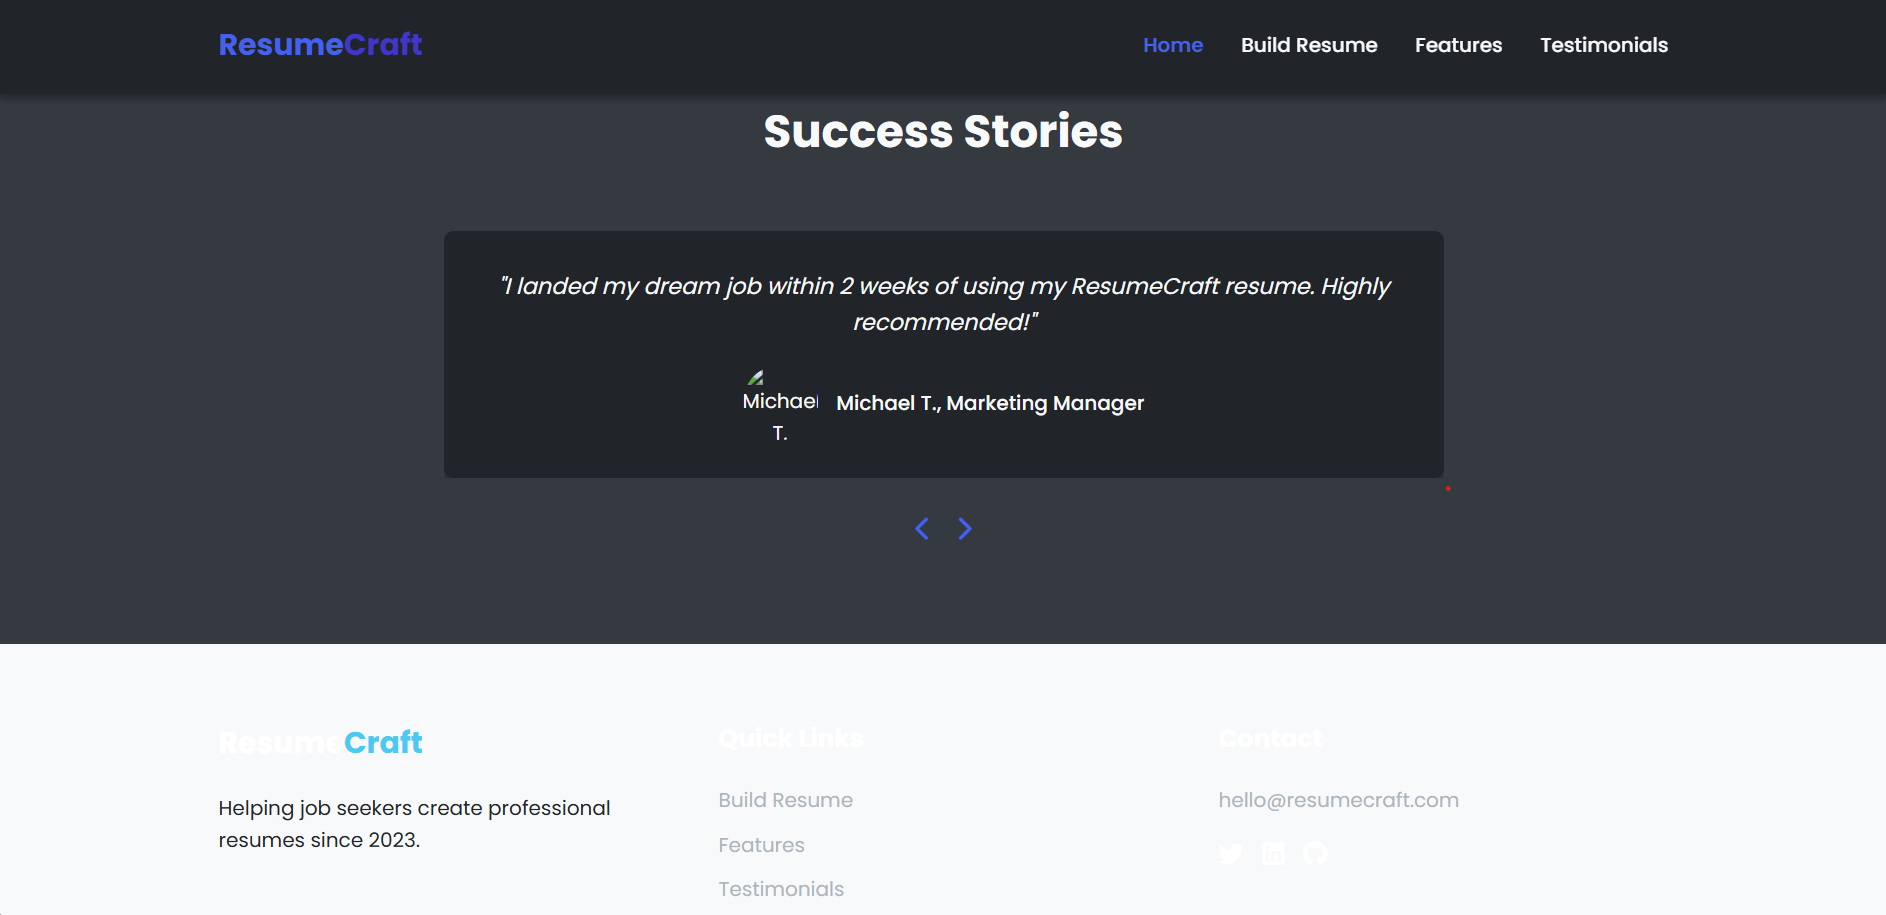 ResumeCraft
Home Build Resume Features Testimonials
Success Stories
"I landed my dream job within 2 weeks of using my ResumeCraft resume. Highly
recommended!"
Michael
T.
Michael T., Marketing Manager
ResumeCraft
Helping job seekers create professional
resumes since 2023.
Quick Links
Build Resume
Features
Testimonials
Contact
hello@resumecraft.com